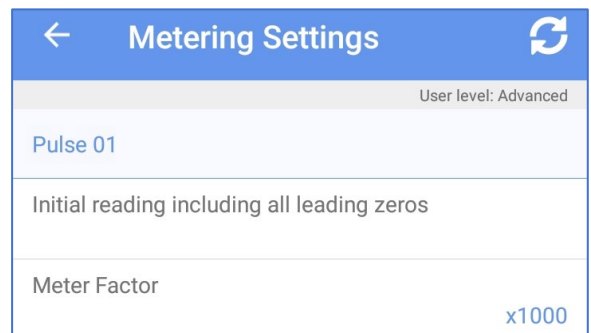 Metering Settings
User level: Advanced
Pulse 01
Initial reading including all leading zeros
Meter Factor
x1000